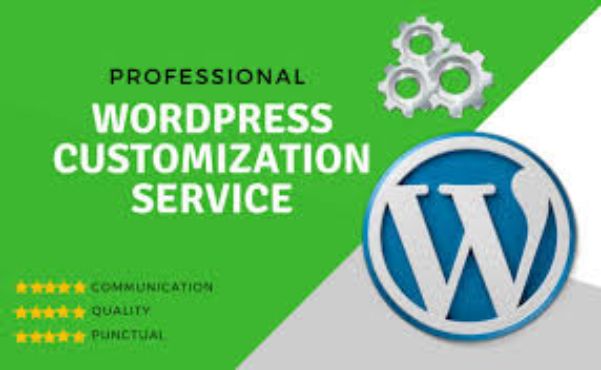 PROFESSIONAL
WORDPRESS
CUSTOMIZATION
SERVICE
COMMUNICATION
QUALITY
PUNCTUAL
W